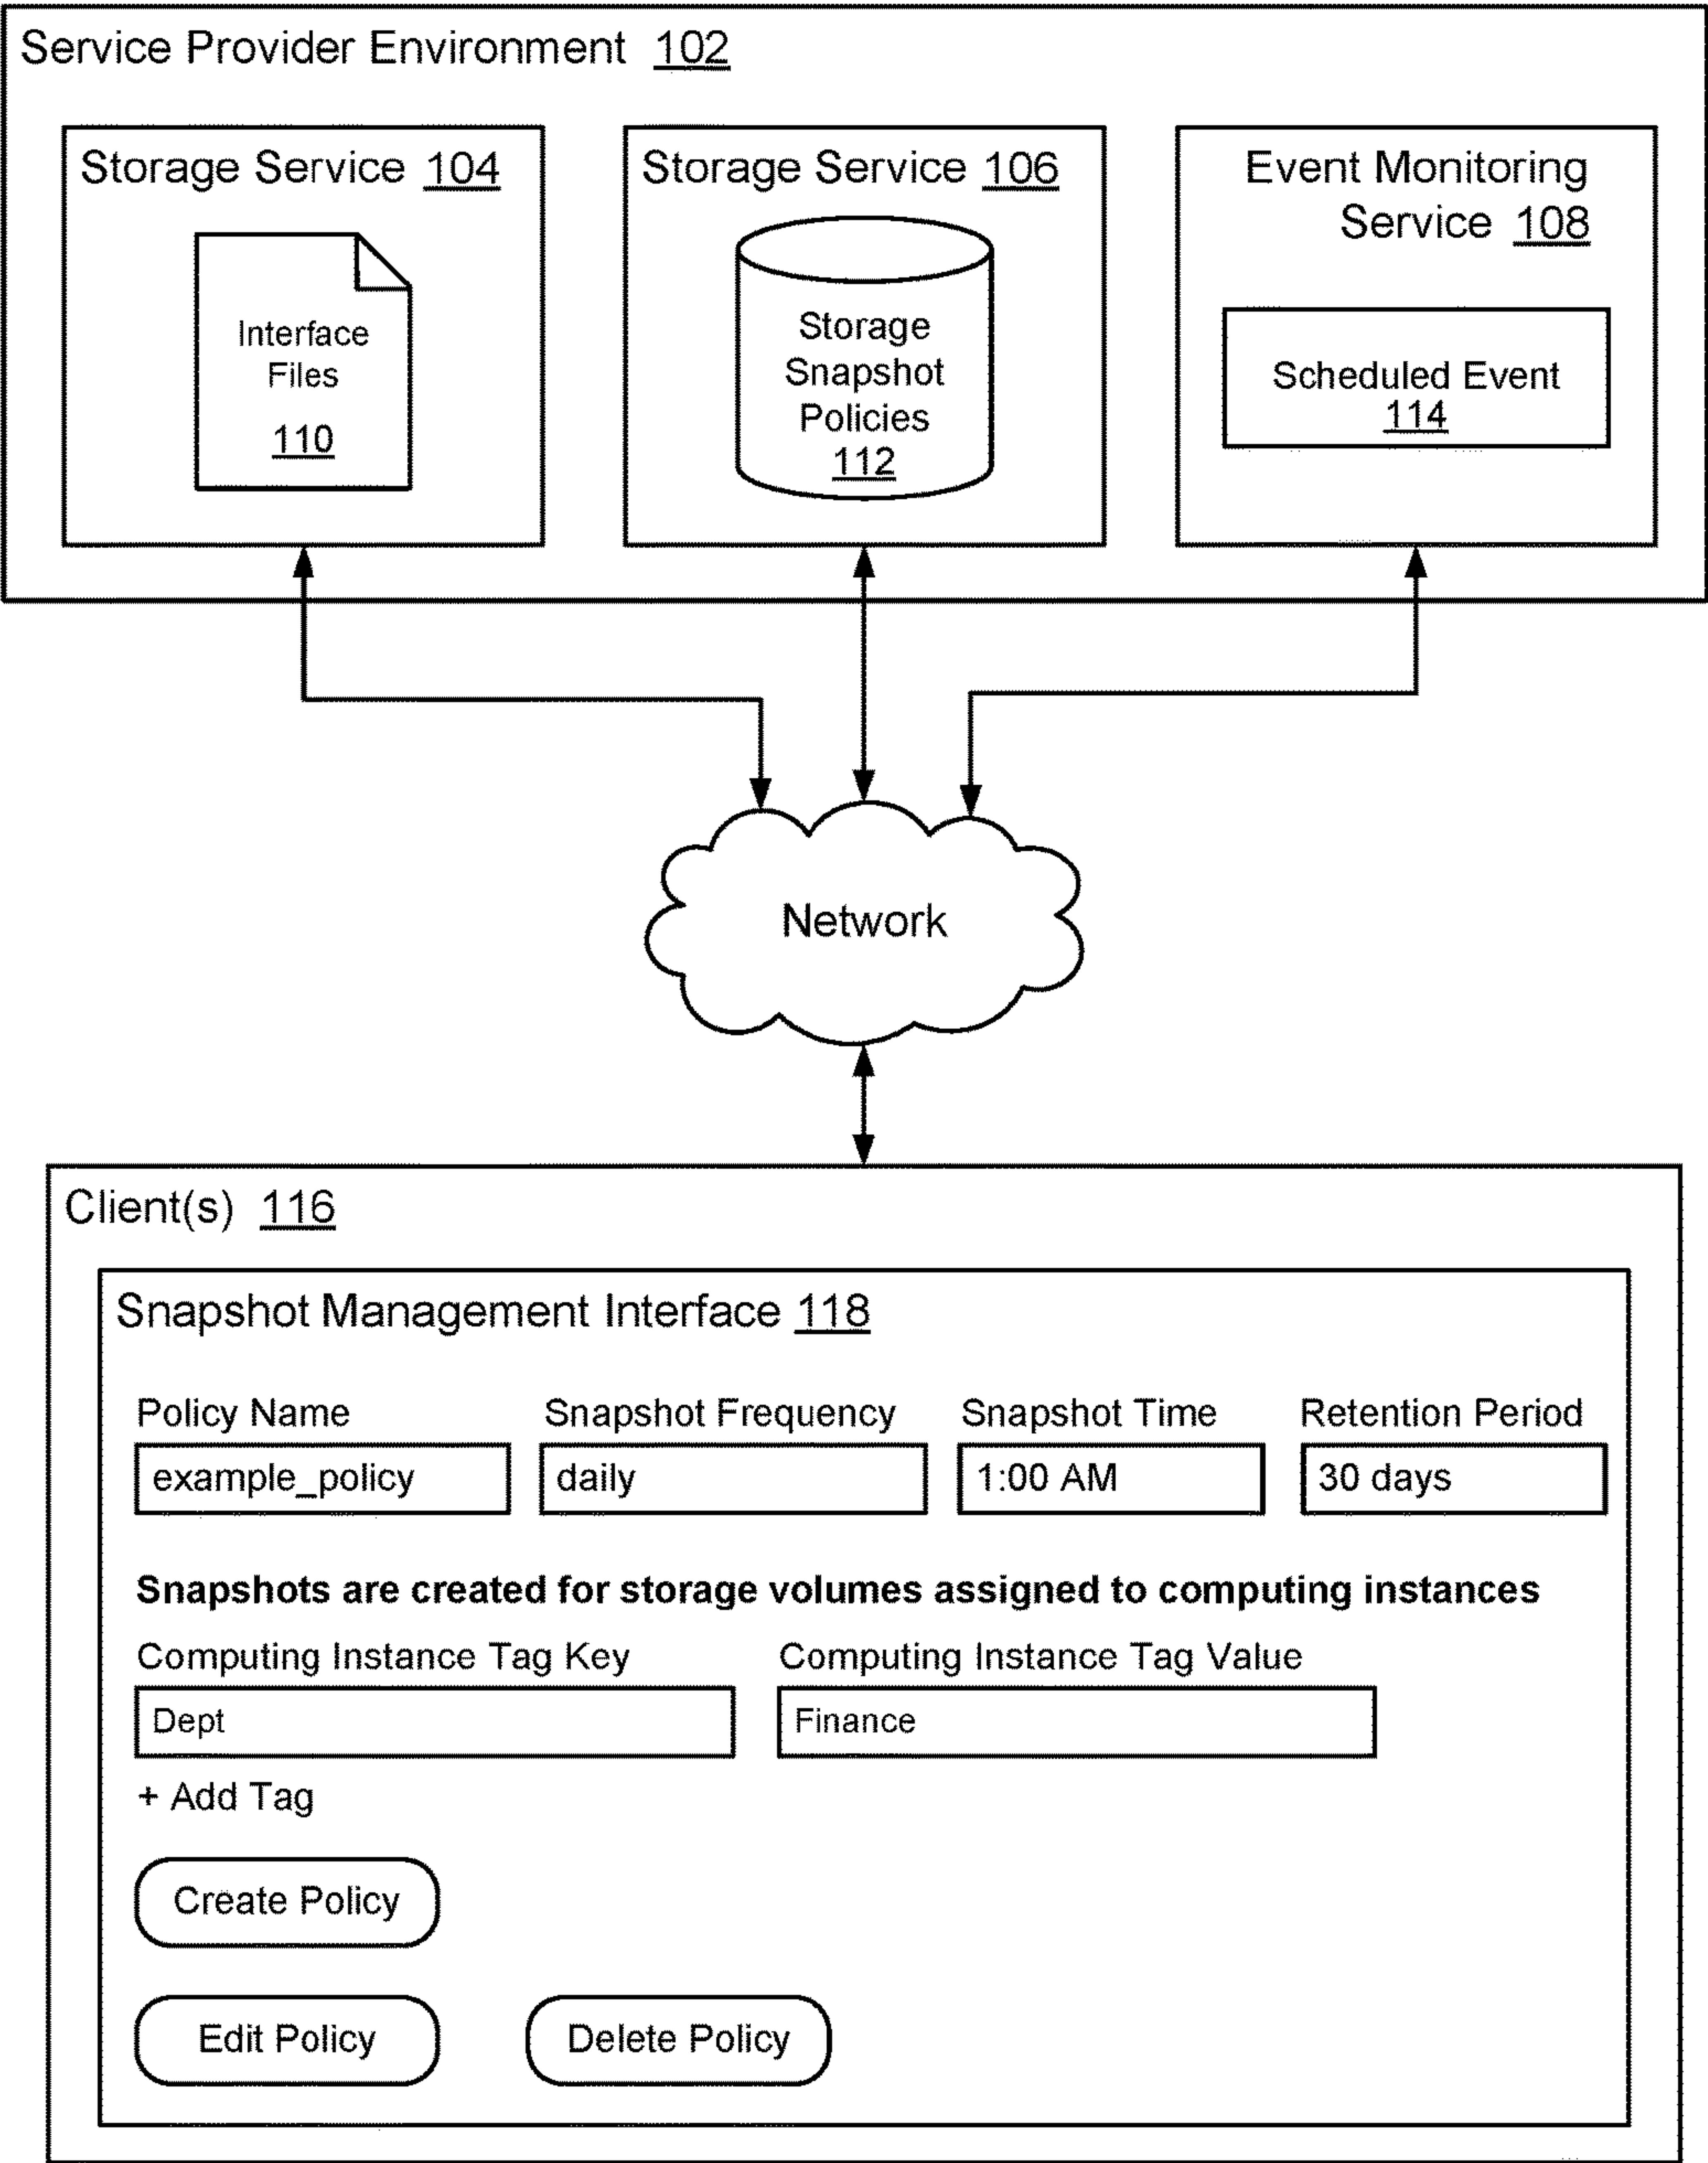 Service Provider Environment 102
Storage Service 104
Interface
Files
110
Storage Service 106
Storage
Snapshot
Policies
112
Event Monitoring
Service 108
Scheduled Event
114
Network
Client(s) 116
Snapshot Management Interface 118
Policy Name Snapshot Frequency Snapshot Time Retention Period
example_policy daily 1:00 AM 30 days
Snapshots are created for storage volumes assigned to computing instances
Computing Instance Tag Key Computing Instance Tag Value
Dept Finance
+ Add Tag
Create Policy
Edit Policy Delete Policy